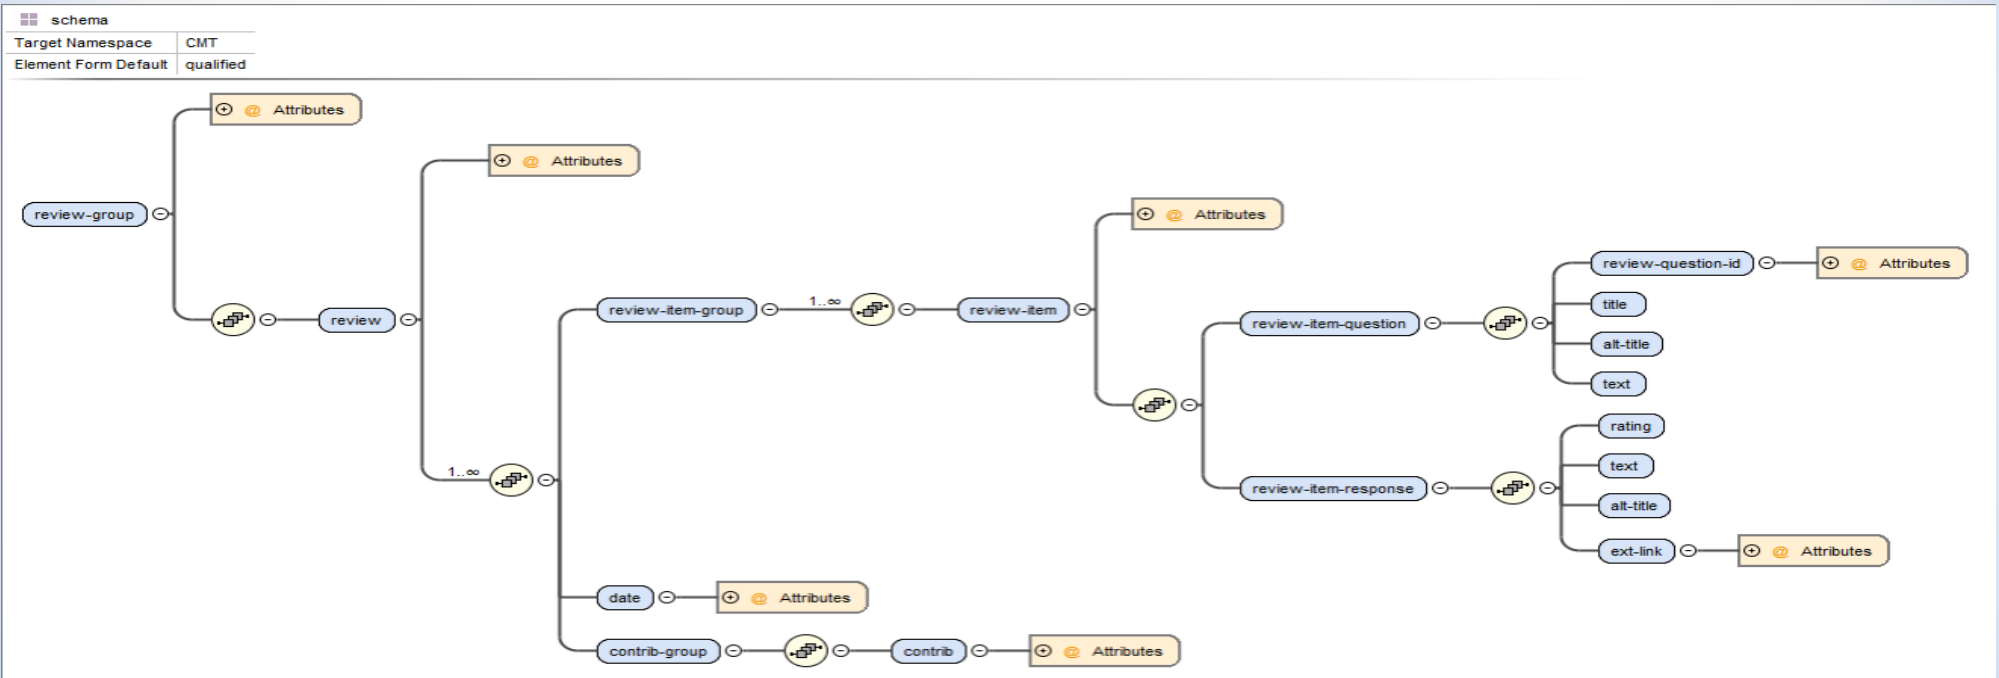 schema
Target Namespace CMT
Element Form Default qualified
@ Attributes
@ Attributes
review-group
@ Attributes
review-question-id
@ Attributes
title
review-item-group
1..∞
review-item
review
review-item-question
alt-title
text
rating
1..∞
text
review-item-response
alt-title
ext-link
@ Attributes
date
@ Attributes
contrib-group
contrib
@ Attributes